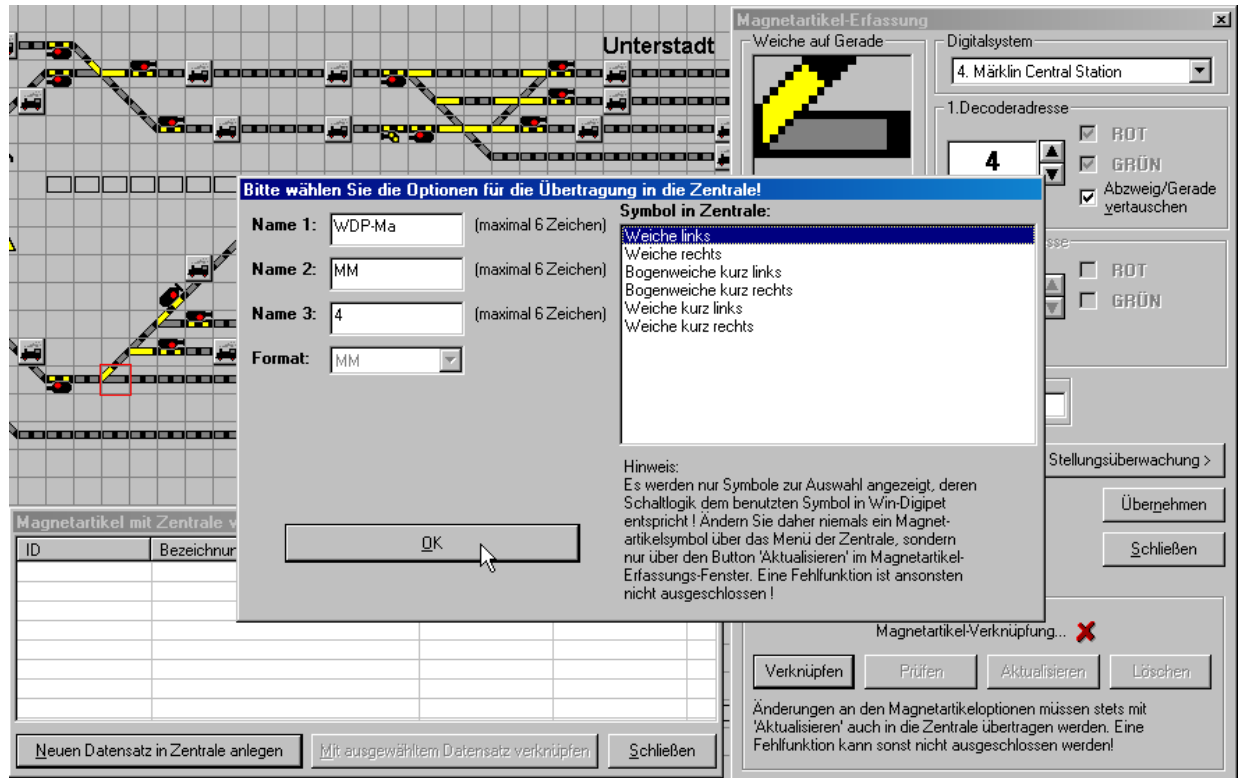 Unterstadt
Magnetartikel-Erfassung
Weiche auf Gerade
Digitalsystem
4. Märklin Central Station
1.Decoderadresse
4
ROT
GRÜN
Abzweig/Gerade
vertauschen
sse
ROT
GRÜN
Stellungsüberwachung >
Übernehmen
Schließen
Bitte wählen Sie die Optionen für die Übertragung in die Zentrale!
Name 1: WDP-Ma (maximal 6 Zeichen)
Name 2: MM (maximal 6 Zeichen)
Name 3: 4 (maximal 6 Zeichen)
Format: MM
OK
Symbol in Zentrale:
Weiche links
Weiche rechts
Bogenweiche kurz links
Bogenweiche kurz rechts
Weiche kurz links
Weiche kurz rechts
Hinweis:
Es werden nur Symbole zur Auswahl angezeigt, deren
Schaltlogik dem benutzten Symbol in Win-Digipet
entspricht ! Ändern Sie daher niemals ein Magnet-
artikelsymbol über das Menü der Zentrale, sondern
nur über den Button 'Aktualisieren' im Magnetartikel-
Erfassungs-Fenster. Eine Fehlfunktion ist ansonsten
nicht ausgeschlossen !
Magnetartikel mit Zentrale v
ID Bezeichnur
Neuen Datensatz in Zentrale anlegen Mit ausgewähltem Datensatz verknüpfen Schließen
Magnetartikel-Verknüpfung...
Verknüpfen Prüfen Aktualisieren Löschen
Änderungen an den Magnetartikeloptionen müssen stets mit
'Aktualisieren' auch in die Zentrale übertragen werden. Eine
Fehlfunktion kann sonst nicht ausgeschlossen werden!